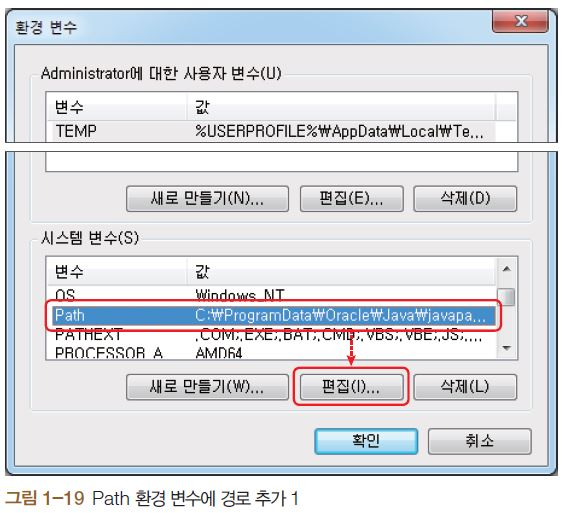 환경 변수
Administrator에 대한 사용자 변수(U)
변수 값
TEMP %USERPROFILE%₩AppData₩Local₩Te...
새로 만들기(N)... 편집(E)... 삭제(D)
시스템 변수(S)
변수 값
OS Windows_NT
Path C:₩ProgramData₩Oracle₩Java₩javapa...
PATHEXT .COM;.EXE;.BAT;.CMD;.VBS;.VBE;.JS;....
PROCESSOR_A... AMD64
새로 만들기(W)... 편집(I)... 삭제(L)
확인 취소
그림 1-19 Path 환경 변수에 경로 추가 1